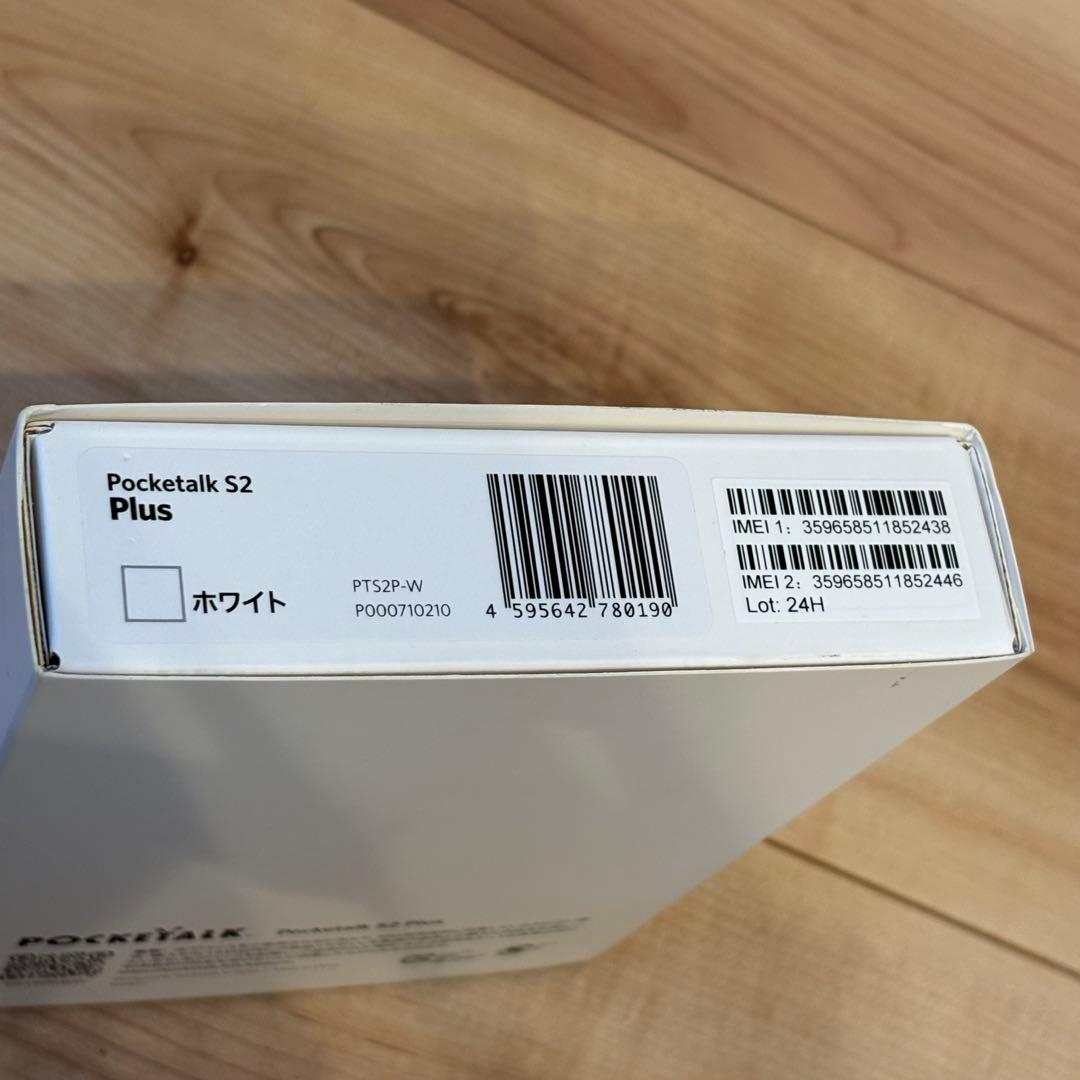 Pocketalk S2
Plus
ホワイト
PTS2P-W
P000710210
4 595642 780190
IMEI 1: 359658511852438
IMEI 2: 359658511852446
Lot: 24H
POCKETALK
Pocketalk S2 Plus